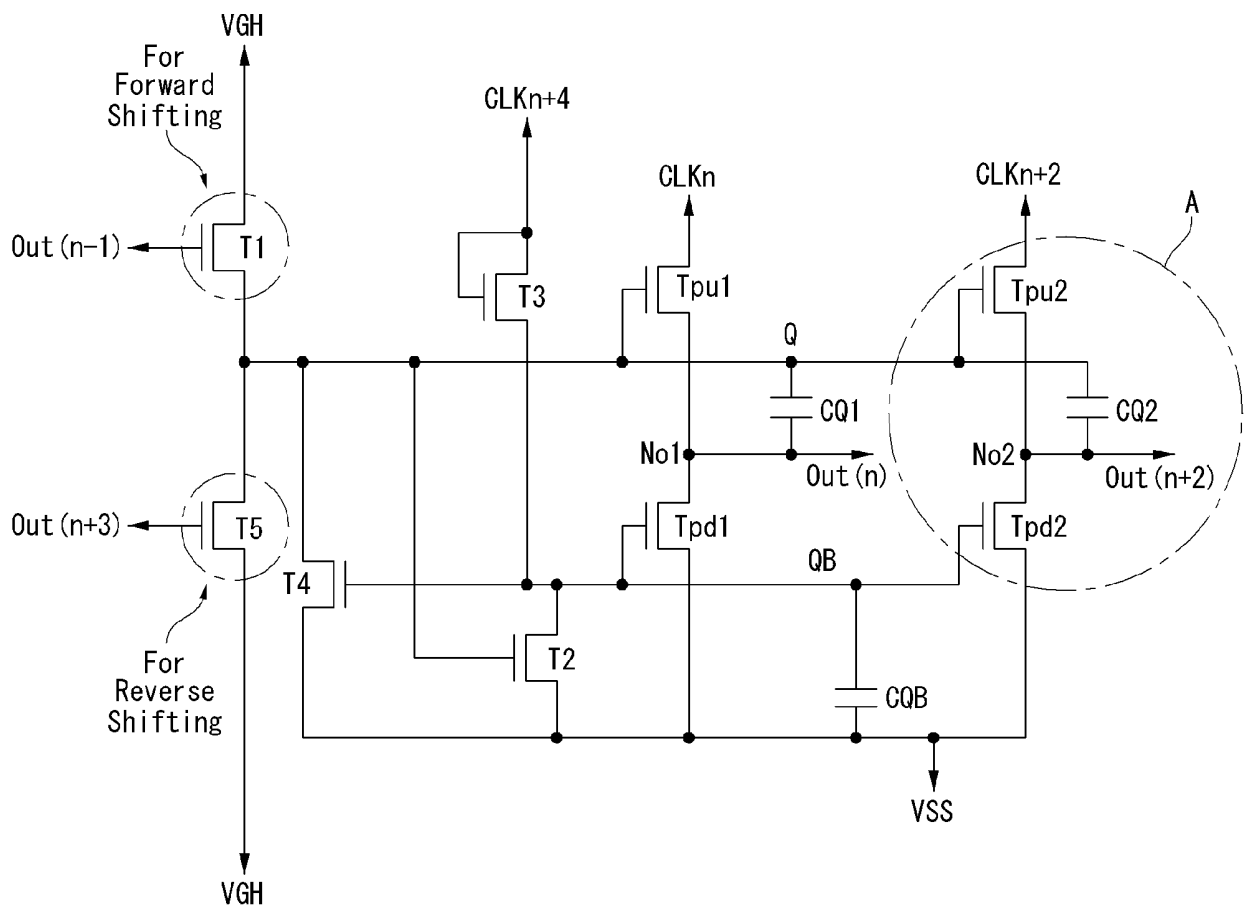 VGH
For
Forward
Shifting
CLKn+4
CLKn
CLKn+2
A
Out(n-1)
T1
T3
Tpu1
Tpu2
Q
CQ1
CQ2
No1
Out(n)
No2
Out(n+2)
Out(n+3)
T5
Tpd1
Tpd2
T4
QB
T2
CQB
For
Reverse
Shifting
VSS
VGH